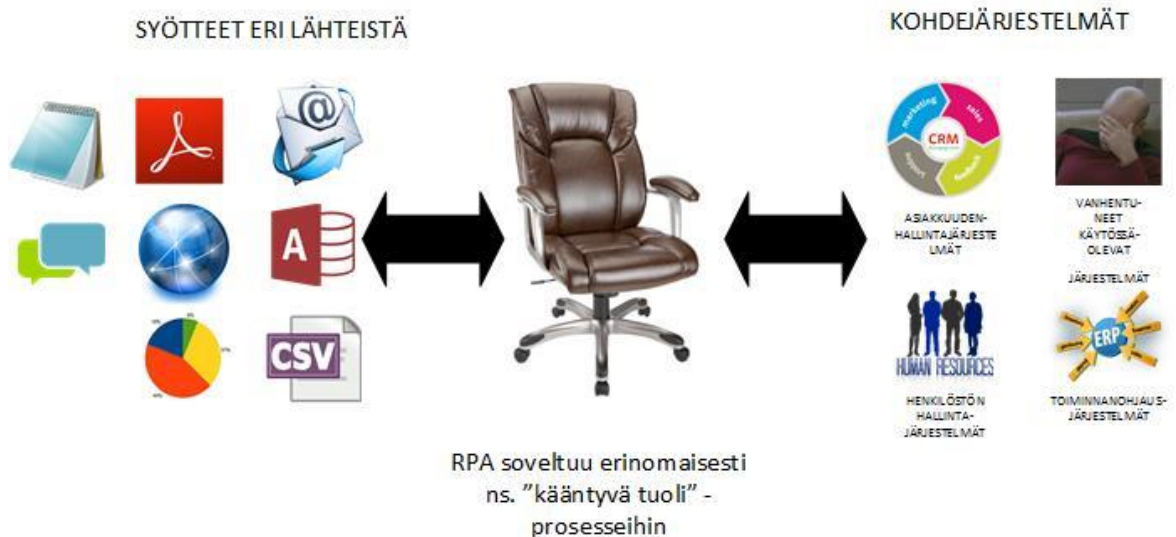 SYÖTTEET ERI LÄHTEISTÄ
KOHDEJÄRJESTELMÄT
@
A
CSV
marketing
sales
CRM
support
feedback
ASIAKKUUDEN-
HALLINTAJÄRJESTE
LMÄT
VANHENTU-
NEET
KÄYTÖSSÄ-
OLEVAT
JÄRJESTELMÄT
HUMAN RESOURCES
HENKILÖSTÖN
HALLINTA-
JÄRJESTELMÄT
ERP
TOIMINNANOHJAUS-
JÄRJESTELMÄT
RPA soveltuu erinomaisesti
ns. ”kääntyvä tuoli” -
prosesseihin